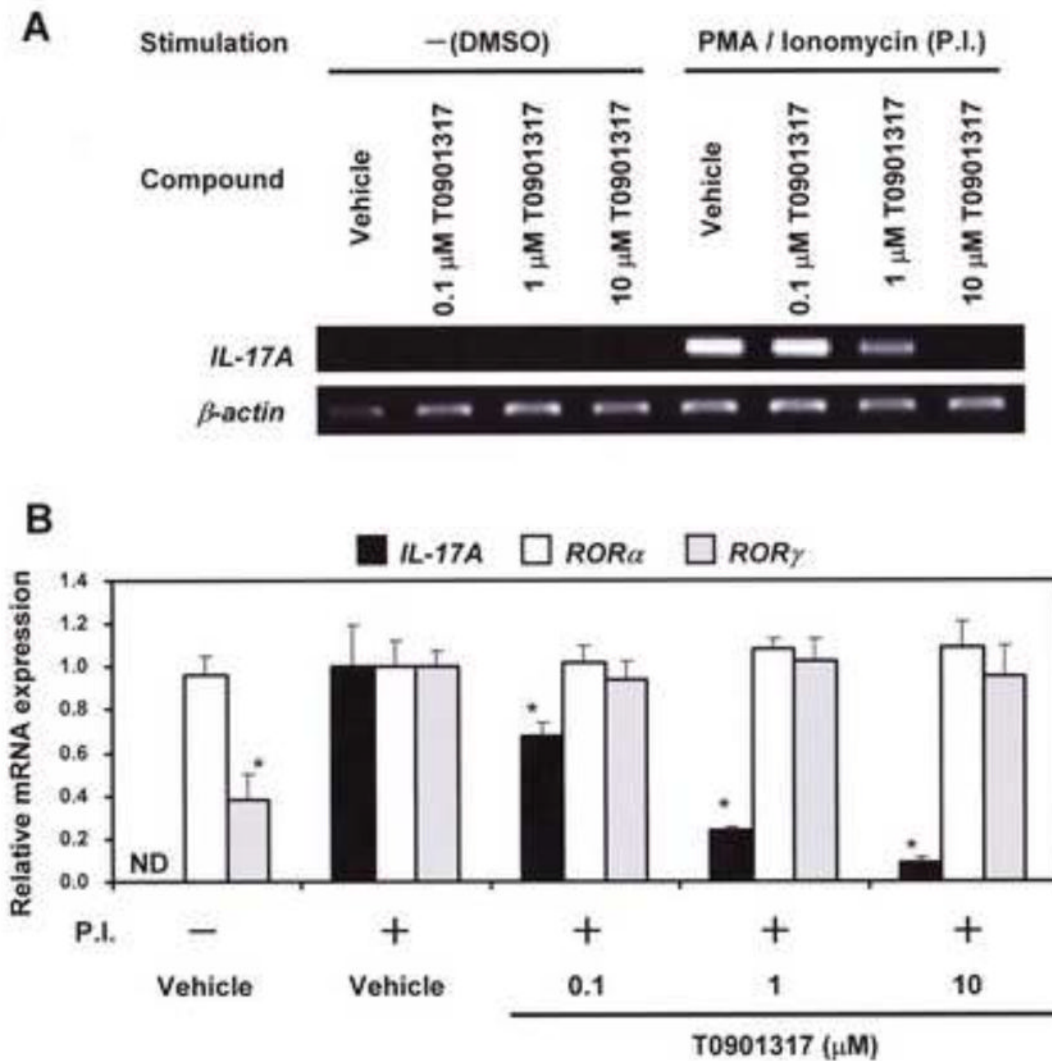 A
Stimulation —(DMSO) PMA / Ionomycin (P.I.)
Compound Vehicle 0.1 μM T0901317 1 μM T0901317 10 μM T0901317 Vehicle 0.1 μM T0901317 1 μM T0901317 10 μM T0901317
IL-17A
β-actin
B
IL-17A RORα RORγ
Relative mRNA expression
1.4
1.2
1.0
0.8
0.6
0.4
0.2
0.0
ND * * * *
P.I. — + + + +
Vehicle Vehicle 0.1 1 10
T0901317 (μM)